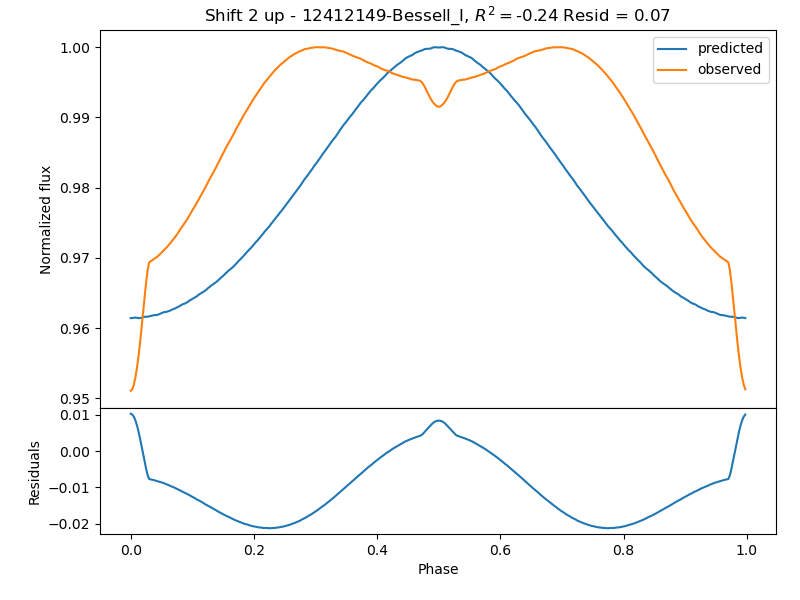 Shift 2 up - 12412149-Bessell_I, R² = -0.24 Resid = 0.07
predicted
observed
Normalized flux
1.00
0.99
0.98
0.97
0.96
0.95
Residuals
0.01
0.00
−0.01
−0.02
0.0 0.2 0.4 0.6 0.8 1.0
Phase